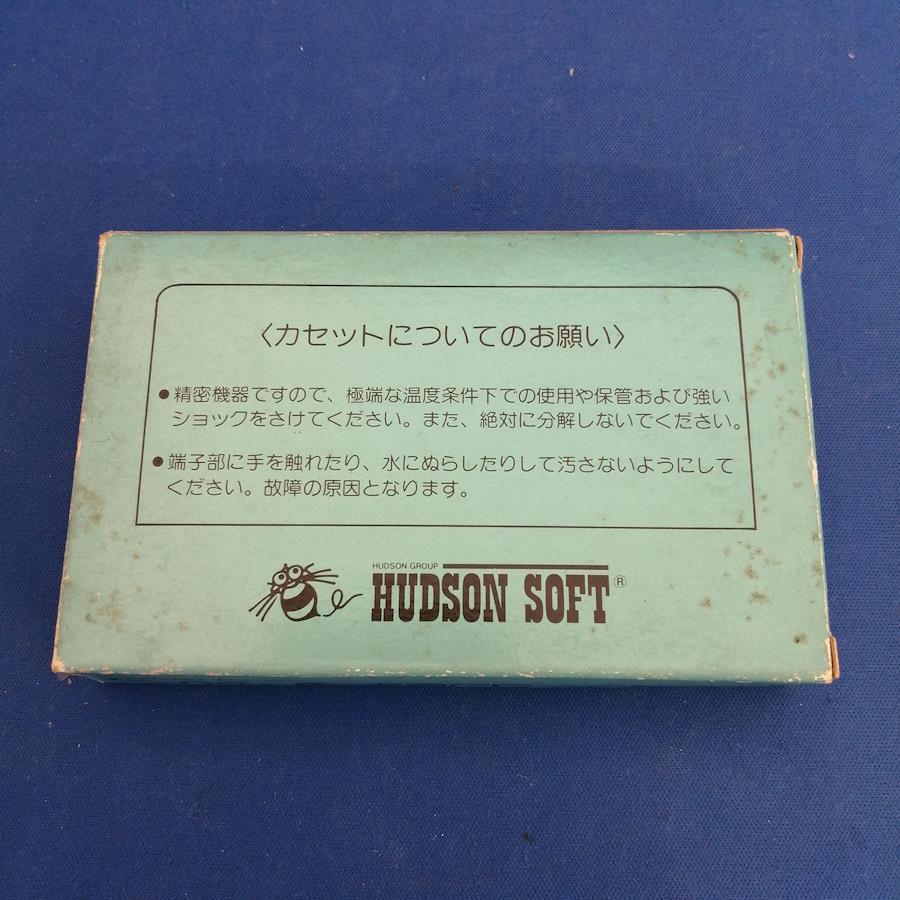 〈カセットについてのお願い〉
●精密機器ですので、極端な温度条件下での使用や保管および強い
ショックをさけてください。また、絶対に分解しないでください。
●端子部に手を触れたり、水にぬらしたりして汚さないようにして
ください。故障の原因となります。
HUDSON GROUP
HUDSON SOFT®